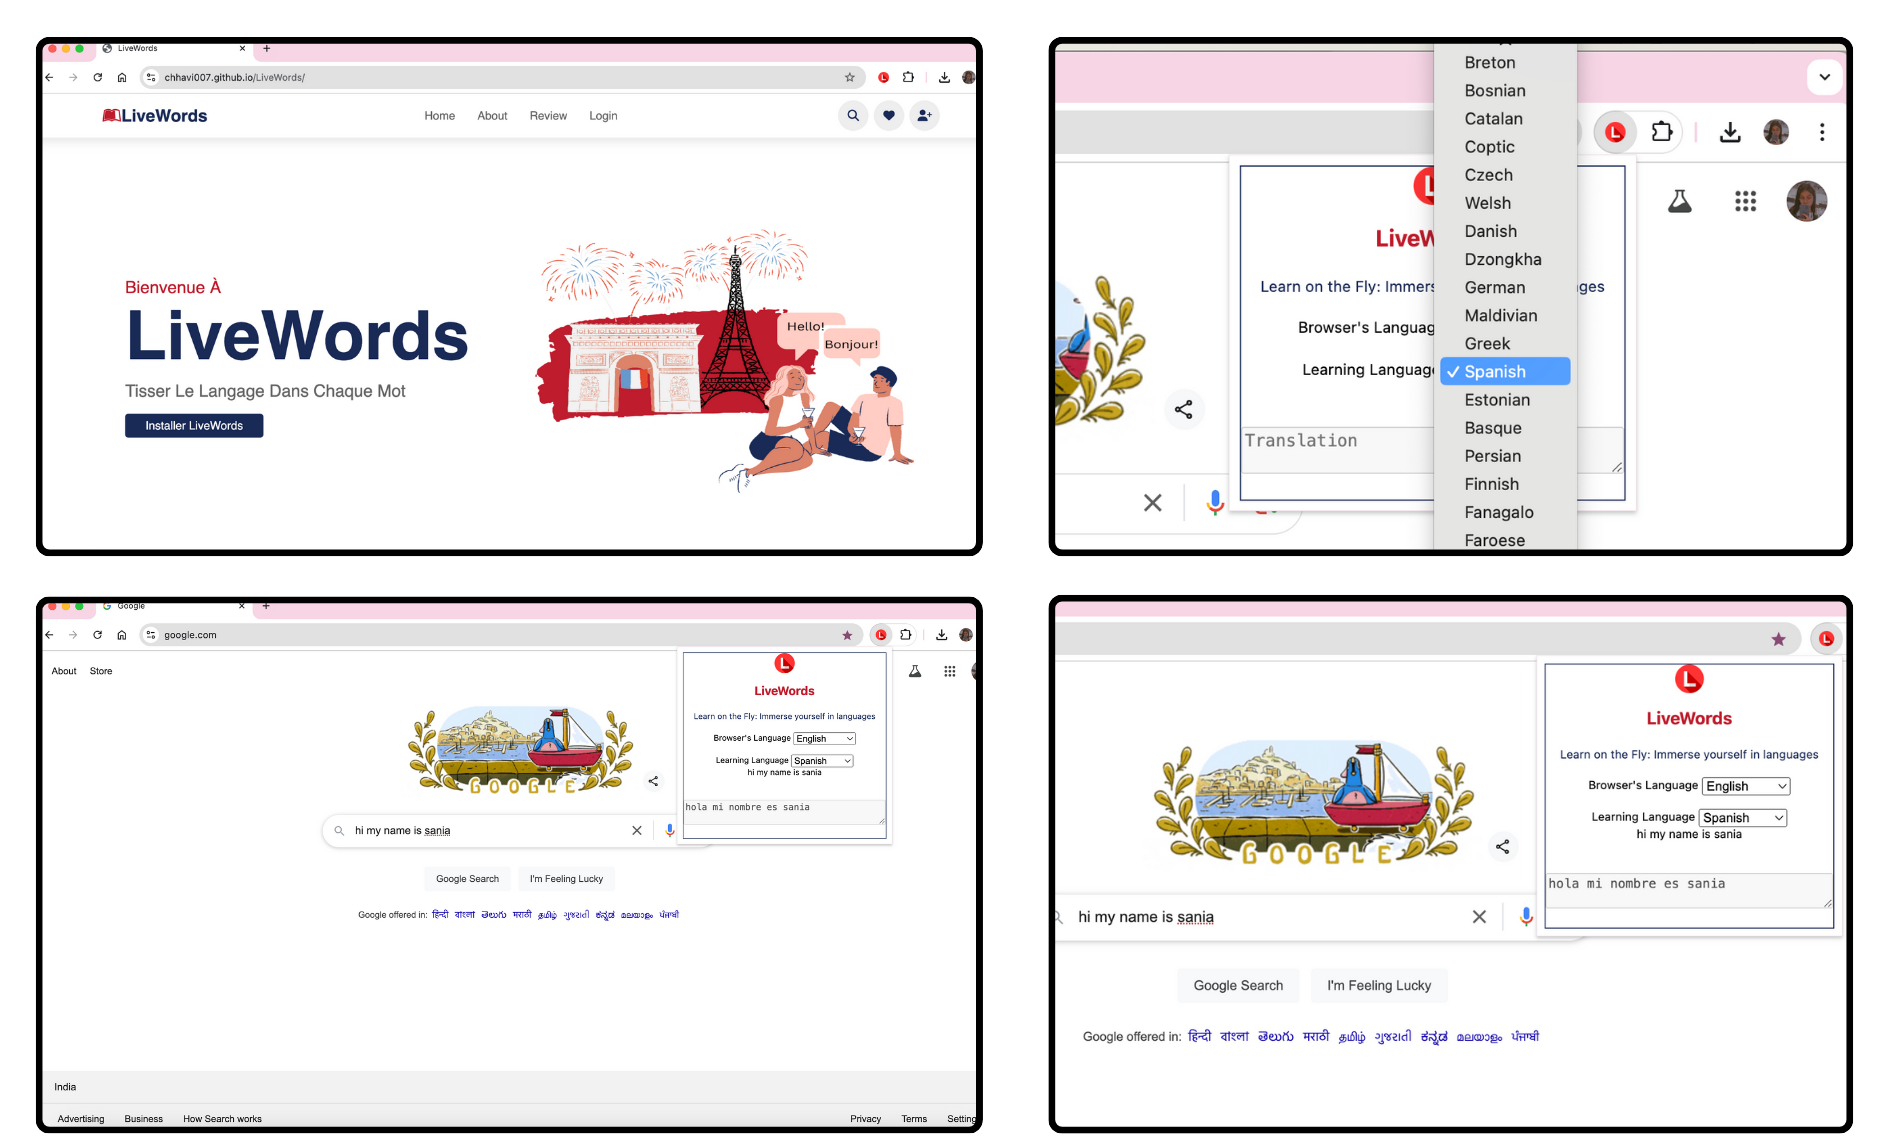 LiveWords
chhavi007.github.io/LiveWords/
LiveWords
Home About Review Login
Bienvenue À
LiveWords
Tisser Le Langage Dans Chaque Mot
Installer LiveWords
Hello!
Bonjour!
Breton
Bosnian
Catalan
Coptic
Czech
Welsh
Danish
Dzongkha
German
Maldivian
Greek
✓ Spanish
Estonian
Basque
Persian
Finnish
Fanagalo
Faroese
L
LiveW
Learn on the Fly: Immers ges
Browser's Languag
Learning Language
Translation
Google
google.com
About Store
GOOGLE
hi my name is sania
Google Search I'm Feeling Lucky
Google offered in: हिन्दी বাংলা తెలుగు मराठी தமிழ் ગુજરાતી ಕನ್ನಡ മലയാളം ਪੰਜਾਬੀ
L
LiveWords
Learn on the Fly: Immerse yourself in languages
Browser's Language English
Learning Language Spanish
hi my name is sania
hola mi nombre es sania
India
Advertising Business How Search works Privacy Terms Setting
L
GOOGLE
hi my name is sania
Google Search I'm Feeling Lucky
Google offered in: हिन्दी বাংলা తెలుగు मराठी தமிழ் ગુજરાતી ಕನ್ನಡ മലയാളം ਪੰਜਾਬੀ
L
LiveWords
Learn on the Fly: Immerse yourself in languages
Browser's Language English
Learning Language Spanish
hi my name is sania
hola mi nombre es sania